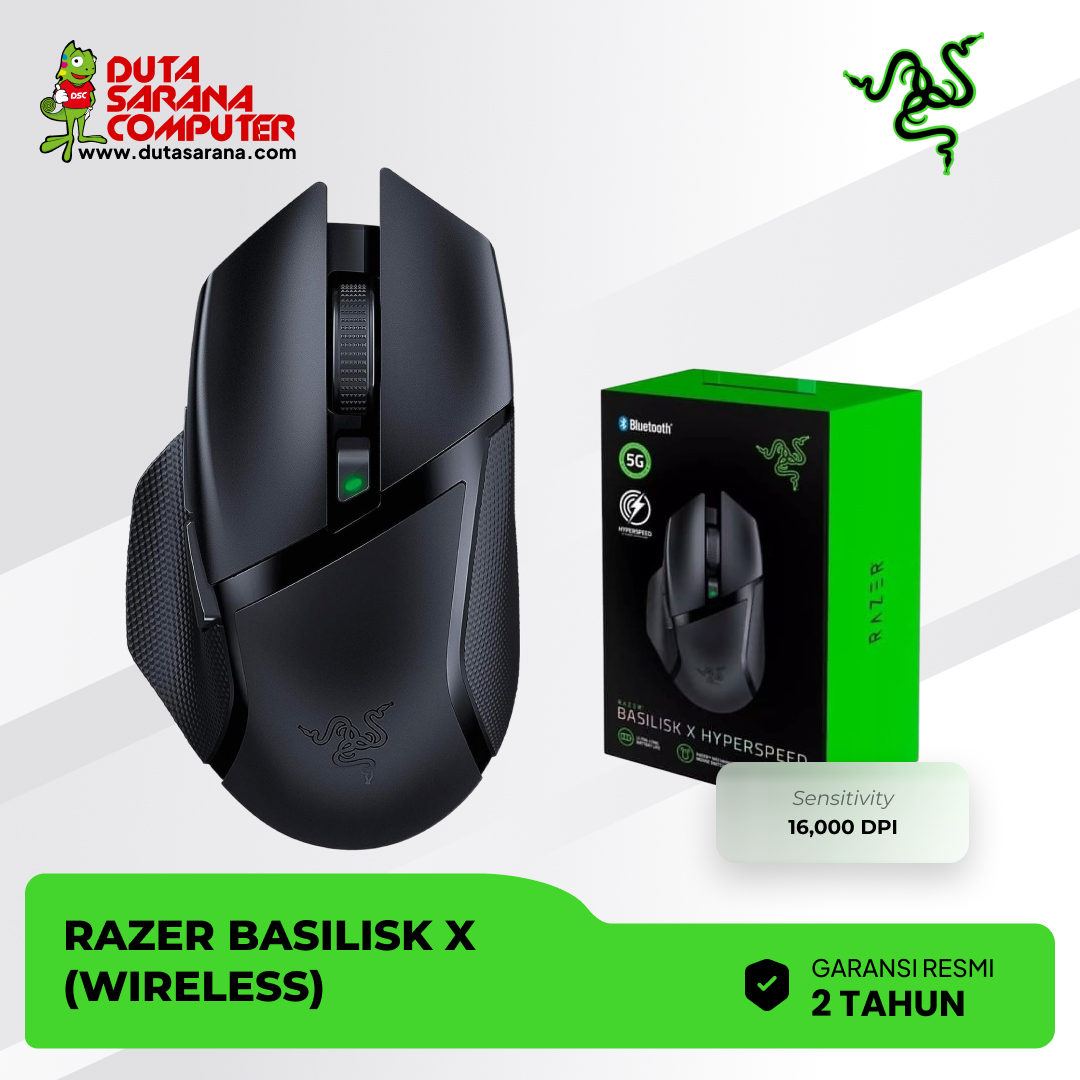 DUTA
SARANA
COMPUTER
DSC
www.dutasarana.com
Bluetooth
5G
HYPERSPEED
RAZER
RAZER
BASILISK X HYPERSPEED
Sensitivity
16,000 DPI
RAZER BASILISK X
(WIRELESS)
GARANSI RESMI
2 TAHUN